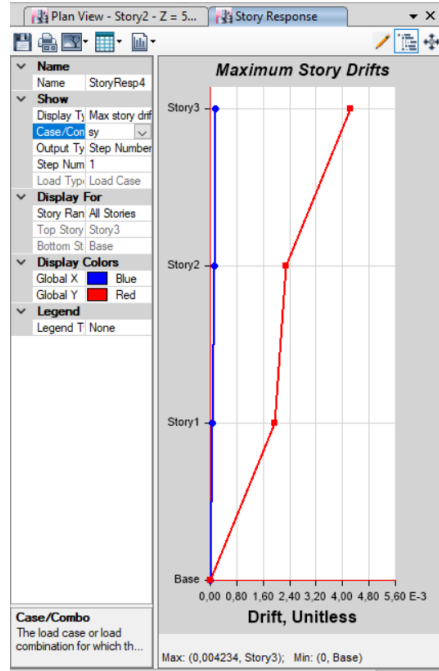 Plan View - Story2 - Z = 5... Story Response
Name
Name StoryResp4
Show
Display Ty Max story drif
Case/Con sy
Output Ty Step Number
Step Num 1
Load Type Load Case
Display For
Story Ran All Stories
Top Story Story3
Bottom St Base
Display Colors
Global X Blue
Global Y Red
Legend
Legend T None
Case/Combo
The load case or load
combination for which th...
Maximum Story Drifts
Story3
Story2
Story1
Base
0,00 0,80 1,60 2,40 3,20 4,00 4,80 5,60 E-3
Drift, Unitless
Max: (0,004234, Story3); Min: (0, Base)